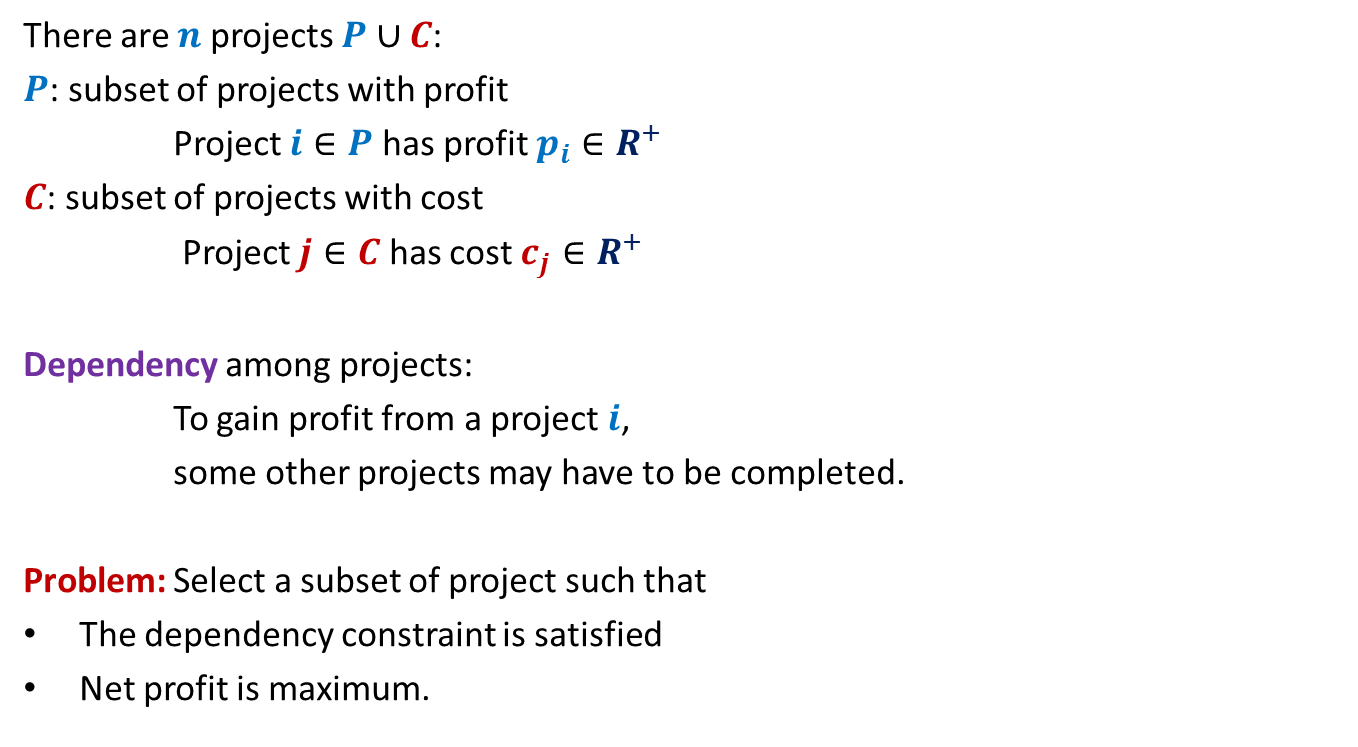 There are n projects P ∪ C:
P: subset of projects with profit
Project i ∈ P has profit pᵢ ∈ R⁺
C: subset of projects with cost
Project j ∈ C has cost cⱼ ∈ R⁺
Dependency among projects:
To gain profit from a project i,
some other projects may have to be completed.
Problem: Select a subset of project such that
• The dependency constraint is satisfied
• Net profit is maximum.